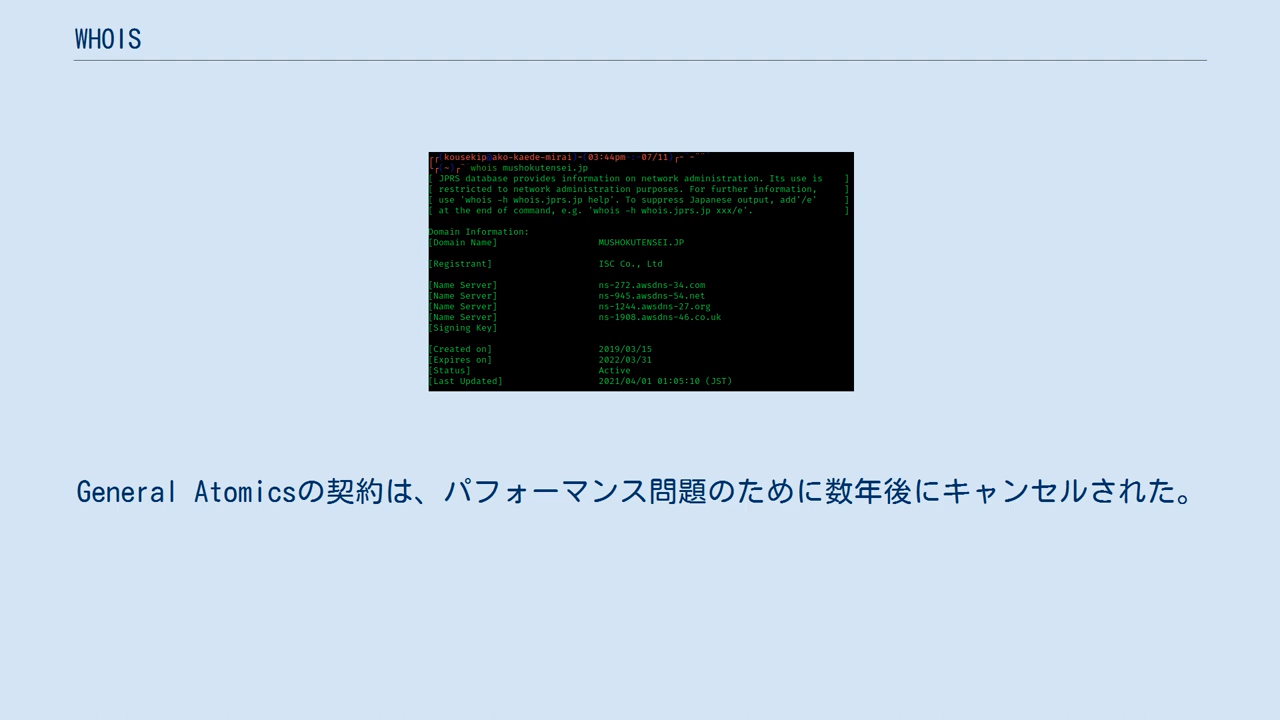 WHOIS
kousekip@ako-kaede-mirai)-(03:44pm : 07/11)
(~) whois mushokutensei.jp
[ JPRS database provides information on network administration. Its use is ]
[ restricted to network administration purposes. For further information, ]
[ use 'whois -h whois.jprs.jp help'. To suppress Japanese output, add'/e' ]
[ at the end of command, e.g. 'whois -h whois.jprs.jp xxx/e'. ]
Domain Information:
[Domain Name] MUSHOKUTENSEI.JP
[Registrant] ISC Co., Ltd
[Name Server] ns-272.awsdns-34.com
[Name Server] ns-945.awsdns-54.net
[Name Server] ns-1244.awsdns-27.org
[Name Server] ns-1908.awsdns-46.co.uk
[Signing Key]
[Created on] 2019/03/15
[Expires on] 2022/03/31
[Status] Active
[Last Updated] 2021/04/01 01:05:10 (JST)
General Atomicsの契約は、パフォーマンス問題のために数年後にキャンセルされた。